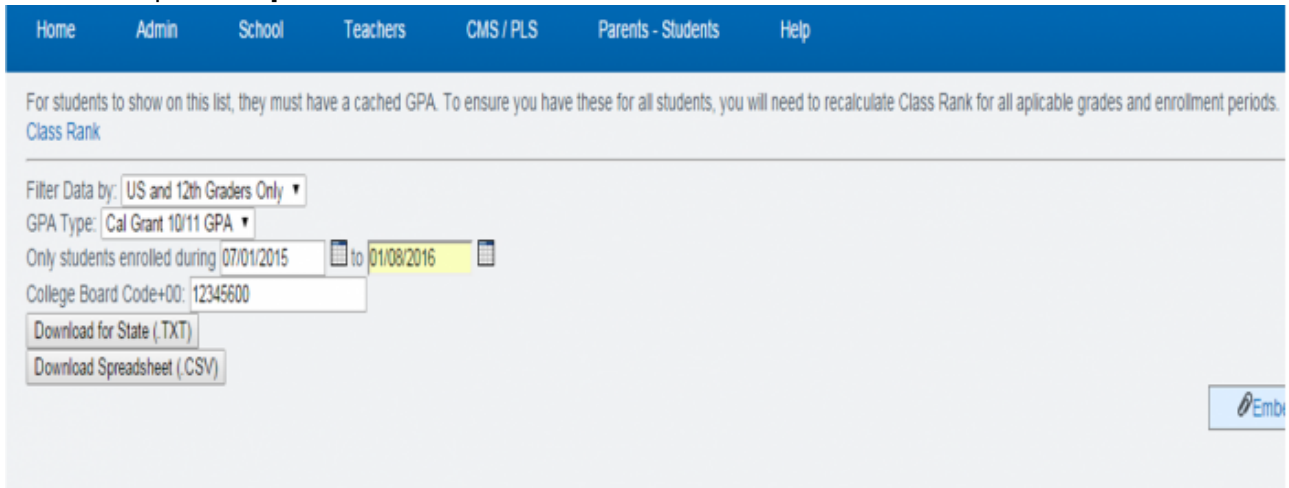 Home Admin School Teachers CMS / PLS Parents - Students Help
For students to show on this list, they must have a cached GPA. To ensure you have these for all students, you will need to recalculate Class Rank for all aplicable grades and enrollment periods.
Class Rank
Filter Data by: US and 12th Graders Only
GPA Type: Cal Grant 10/11 GPA
Only students enrolled during 07/01/2015 to 01/08/2016
College Board Code+00: 12345600
Download for State (.TXT)
Download Spreadsheet (.CSV)
Embe